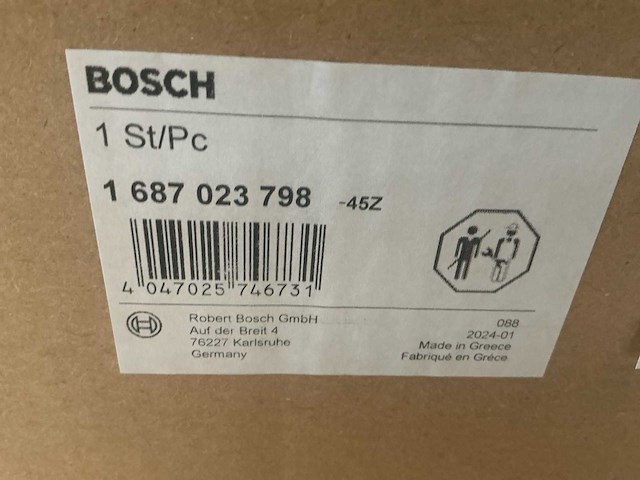 BOSCH
1 St/Pc
1 687 023 798 -45Z
4 047025 746731
Robert Bosch GmbH
Auf der Breit 4
76227 Karlsruhe
Germany
088
2024-01
Made in Greece
Fabriqué en Grèce